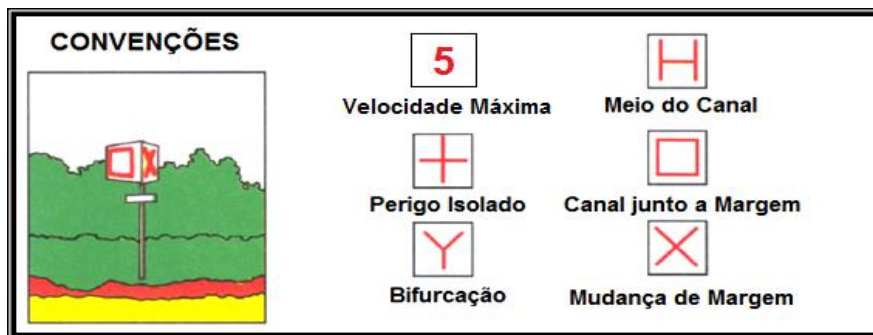 CONVENÇÕES
5
Velocidade Máxima
H
Meio do Canal
Perigo Isolado
Canal junto a Margem
Y
Bifurcação
X
Mudança de Margem
X